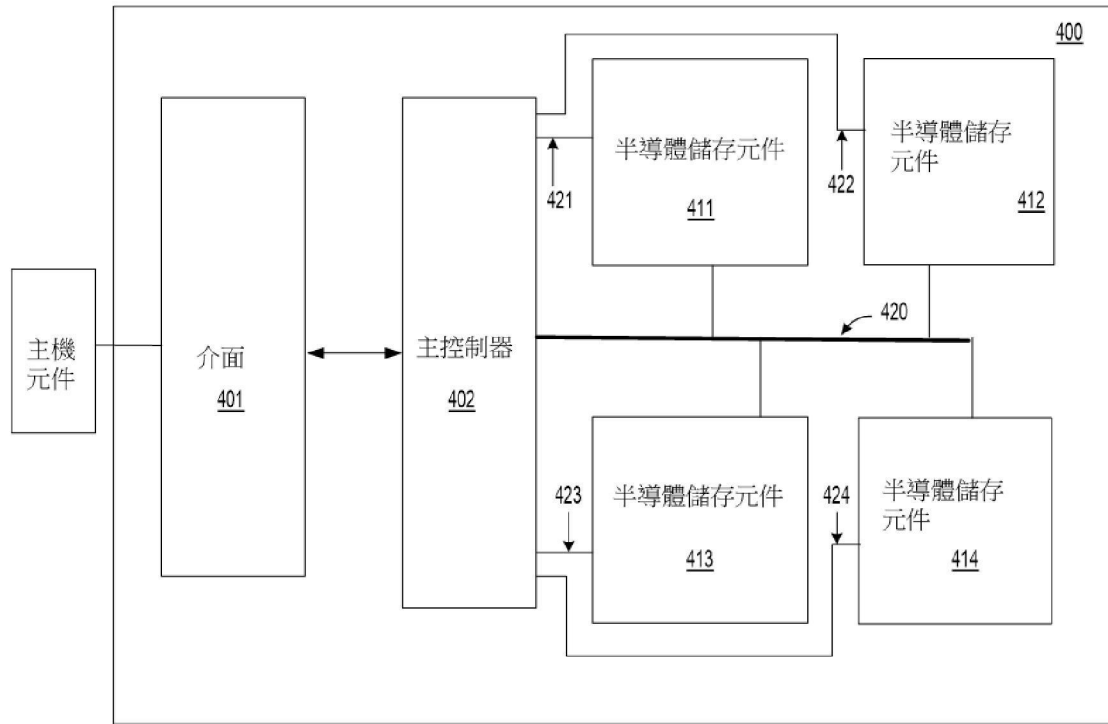 400
半導體儲存元件
411
半導體儲存
元件
412
421
422
420
主機
元件
介面
401
主控制器
402
423
半導體儲存元件
413
424
半導體儲存
元件
414